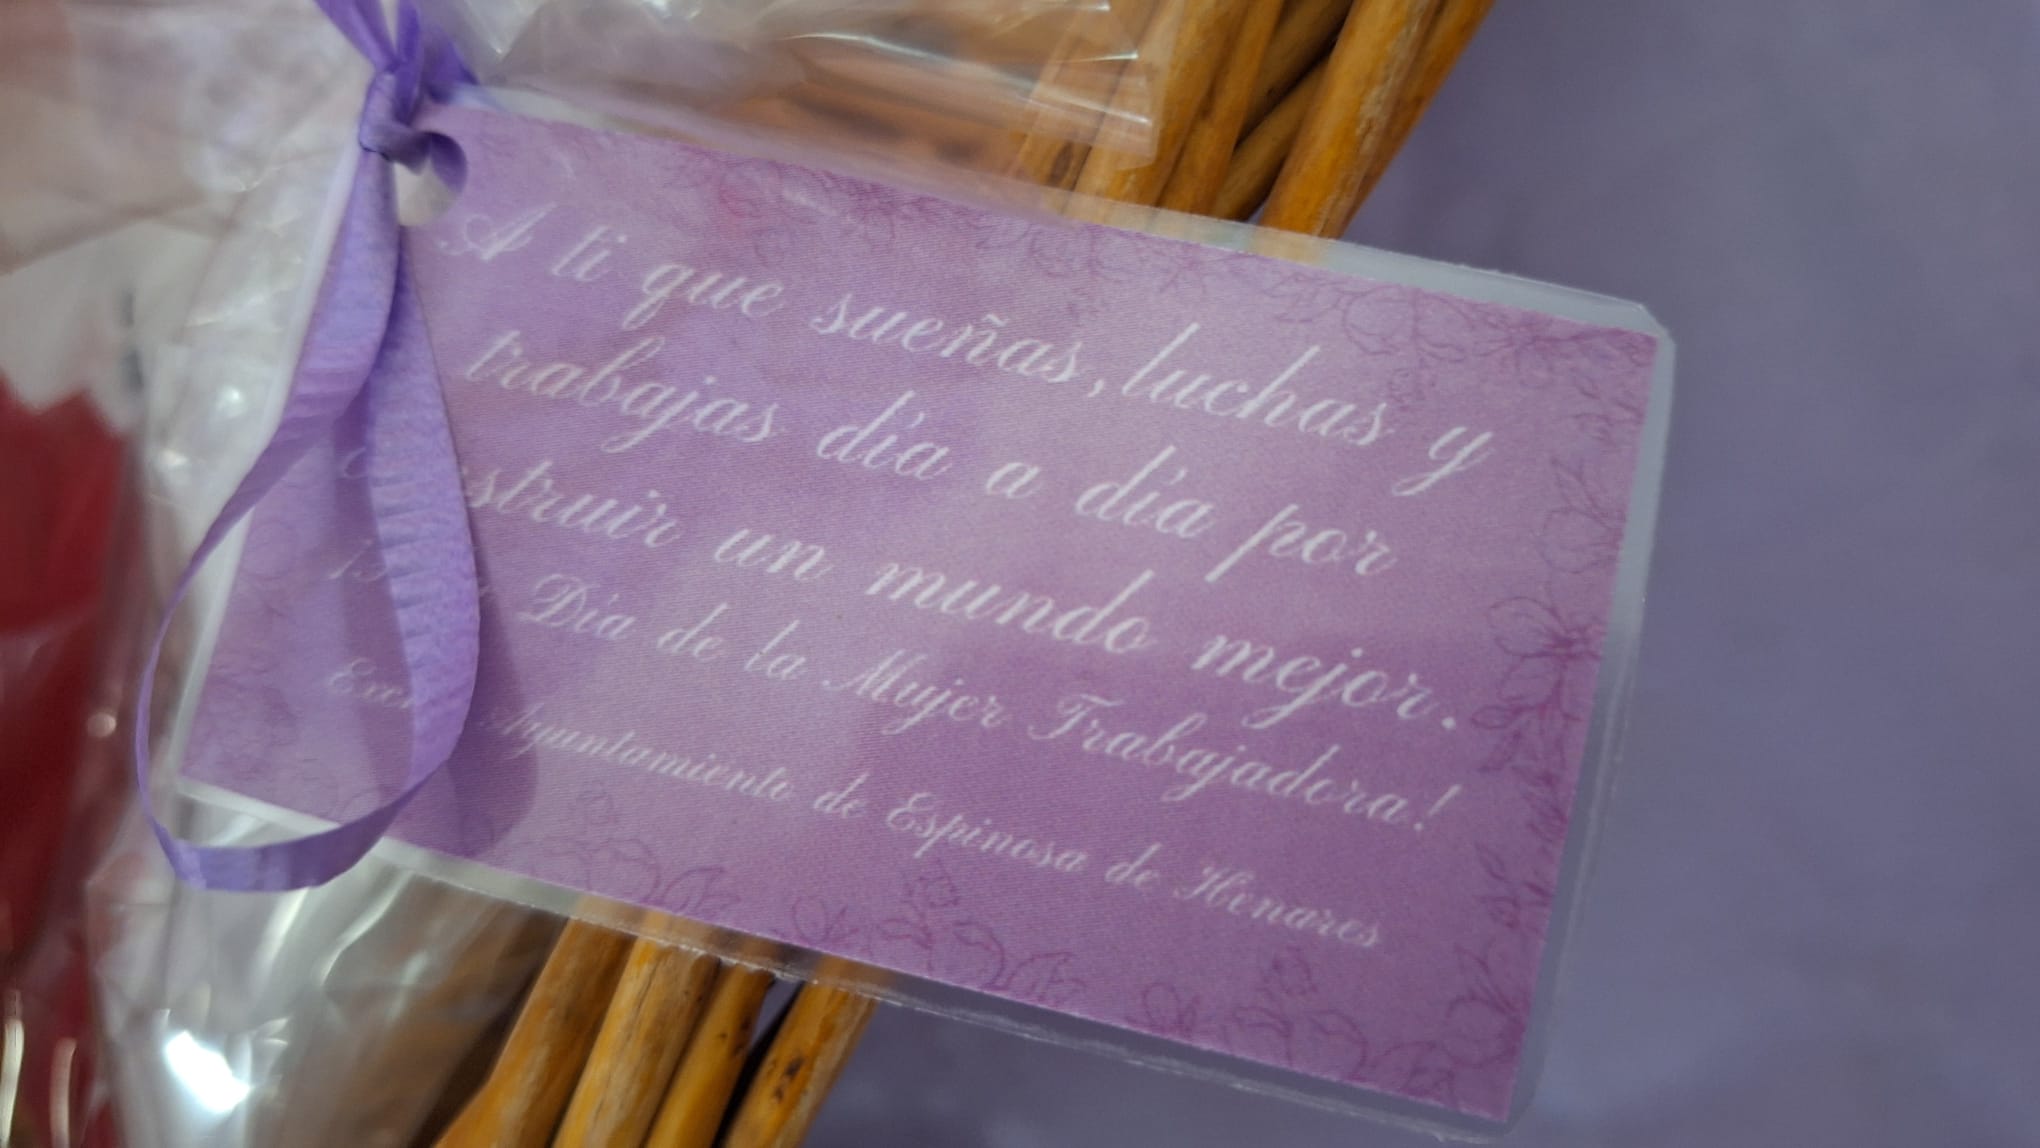 A ti que sueñas, luchas y
trabajas día a día por
construir un mundo mejor.
Día de la Mujer Trabajadora!
Ayuntamiento de Espinosa de Henares